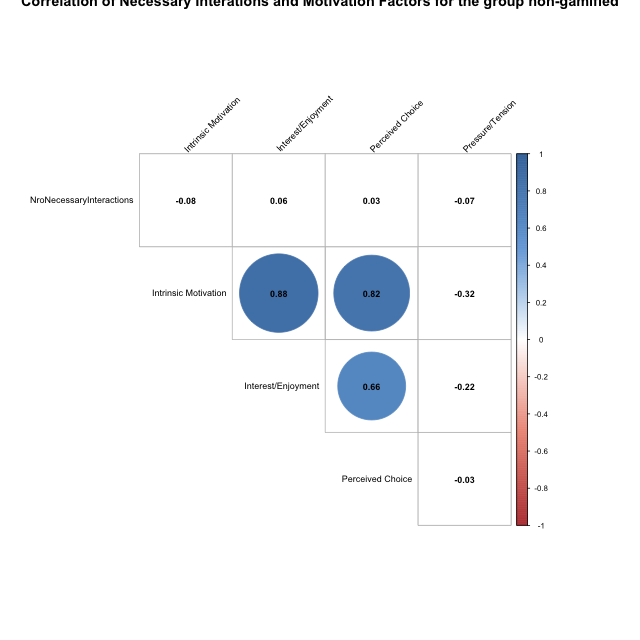 Correlation of Necessary Interations and Motivation Factors for the group non-gamified
Intrinsic Motivation
Interest/Enjoyment
Perceived Choice
Pressure/Tension
NroNecessaryInteractions -0.08 0.06 0.03 -0.07
Intrinsic Motivation 0.88 0.82 -0.32
Interest/Enjoyment 0.66 -0.22
Perceived Choice -0.03
1
0.8
0.6
0.4
0.2
0
-0.2
-0.4
-0.6
-0.8
-1